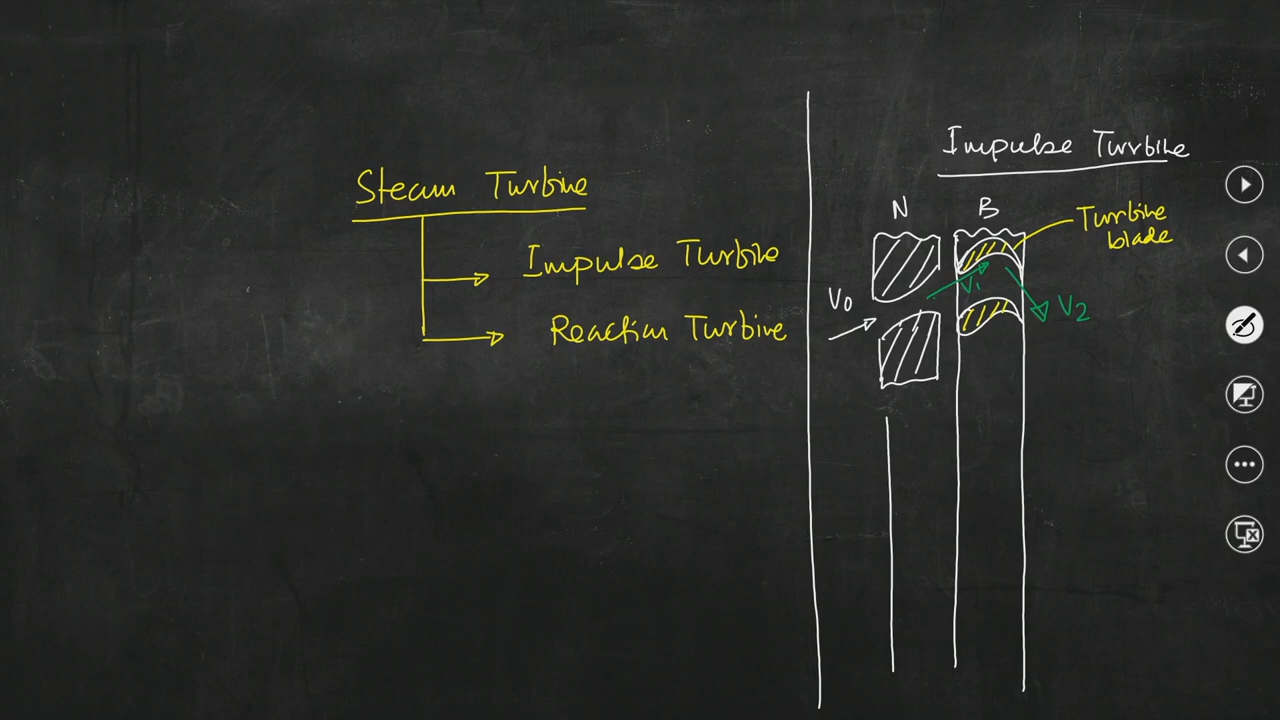 Steam Turbine
Impulse Turbine
Reaction Turbine
Impulse Turbine
N B
Turbine
blade
V0
V1
V2